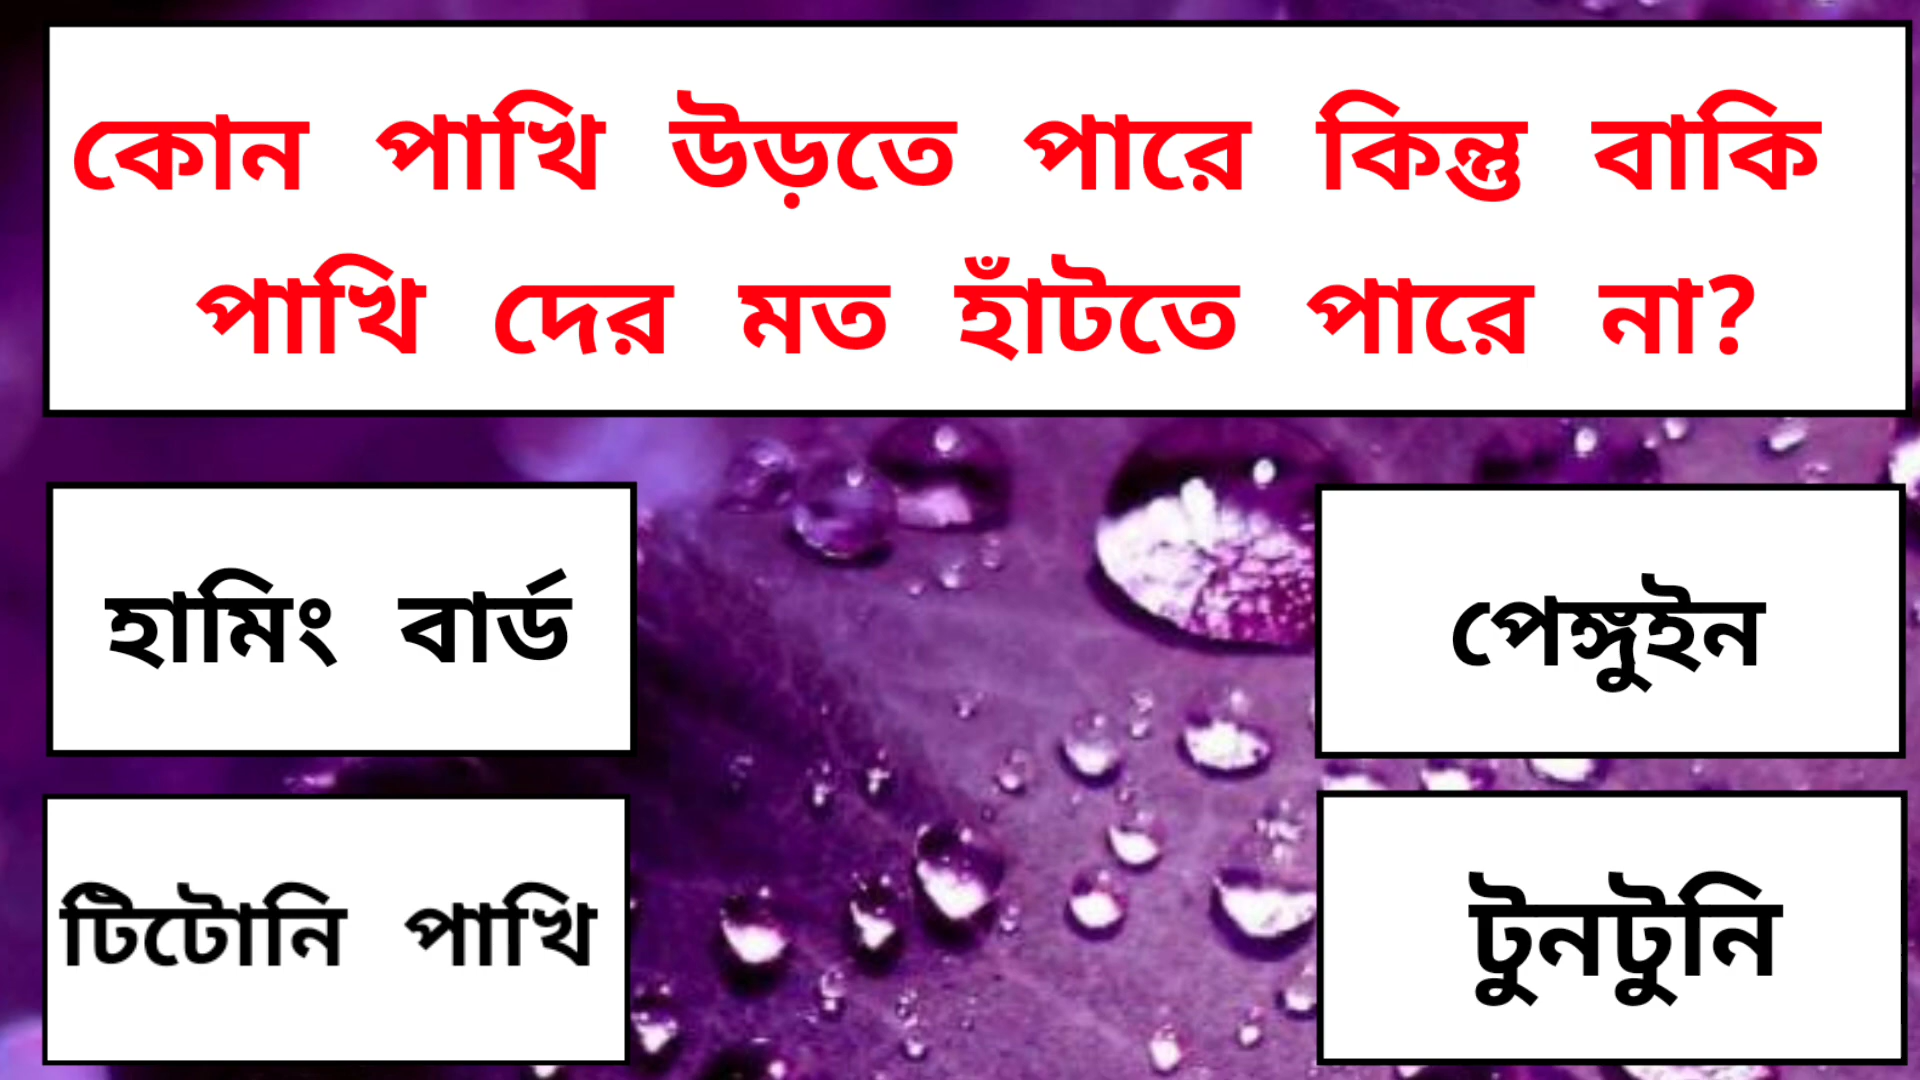 কোন পাখি উড়তে পারে কিন্তু বাকি
পাখি দের মত হাঁটতে পারে না?
হামিং বার্ড
পেঙ্গুইন
টিটোনি পাখি
টুনটুনি